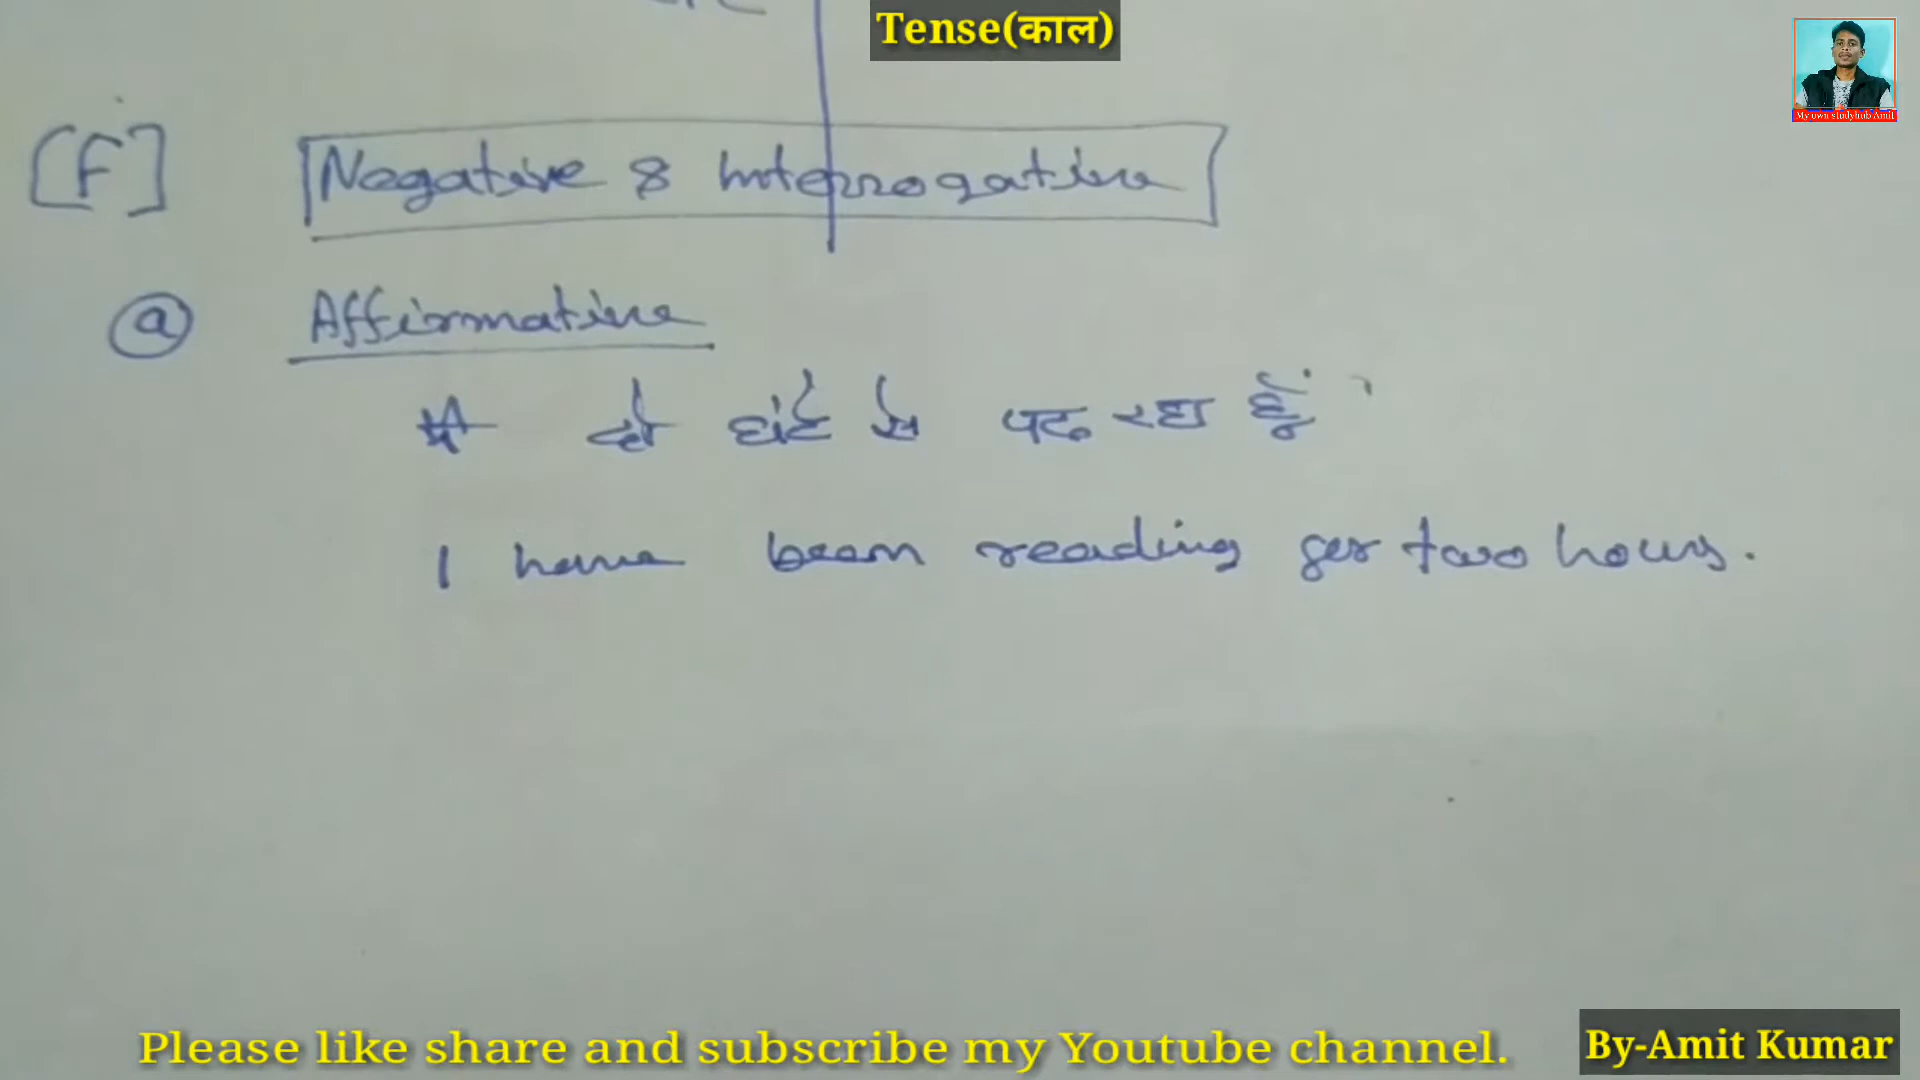 Tense(काल)
[F] Negative & Interrogative
(a) Affirmative
मैं दो घंटे से पढ़ रहा हूँ
I have been reading for two hours.
Please like share and subscribe my Youtube channel.
By-Amit Kumar